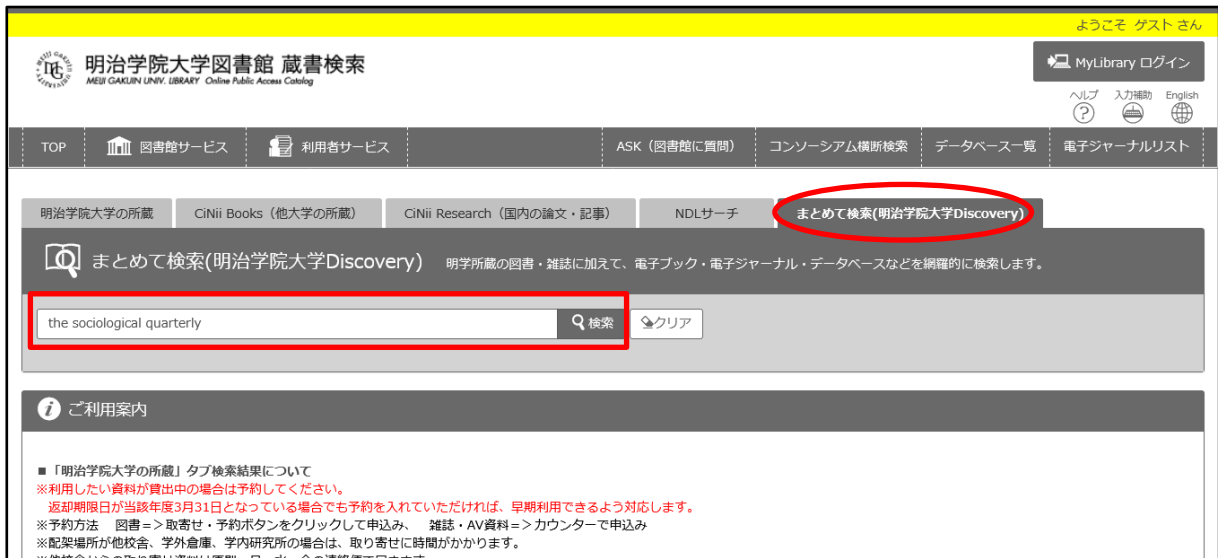 ようこそ ゲスト さん
明治学院大学図書館 蔵書検索
MEIJI GAKUIN UNIV. LIBRARY Online Public Access Catalog
MyLibrary ログイン
ヘルプ 入力補助 English
TOP 図書館サービス 利用者サービス ASK（図書館に質問） コンソーシアム横断検索 データベース一覧 電子ジャーナルリスト
明治学院大学の所蔵 CiNii Books（他大学の所蔵） CiNii Research（国内の論文・記事） NDLサーチ まとめて検索(明治学院大学Discovery)
まとめて検索(明治学院大学Discovery) 明学所蔵の図書・雑誌に加えて、電子ブック・電子ジャーナル・データベースなどを網羅的に検索します。
the sociological quarterly 検索 クリア
ご利用案内
■「明治学院大学の所蔵」タブ検索結果について
※利用したい資料が貸出中の場合は予約してください。
返却期限日が当該年度3月31日となっている場合でも予約を入れていただければ、早期利用できるよう対応します。
※予約方法 図書=>取寄せ・予約ボタンをクリックして申込み、 雑誌・AV資料=>カウンターで申込み
※配架場所が他校舎、学外倉庫、学内研究所の場合は、取り寄せに時間がかかります。